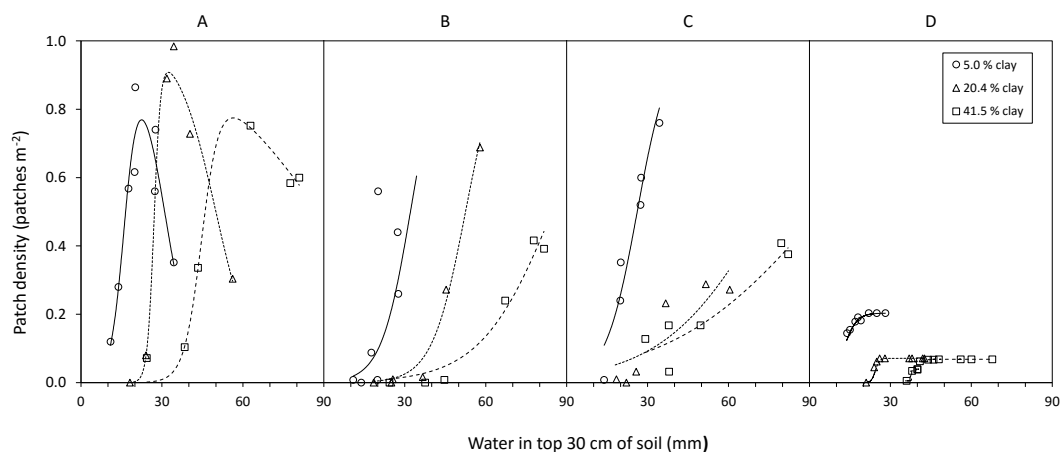 A B C D
1.0
0.8
0.6
0.4
0.2
0.0
Patch density (patches m-2)
5.0 % clay
20.4 % clay
41.5 % clay
0 30 60 90 30 60 90 30 60 90 30 60 90
Water in top 30 cm of soil (mm)